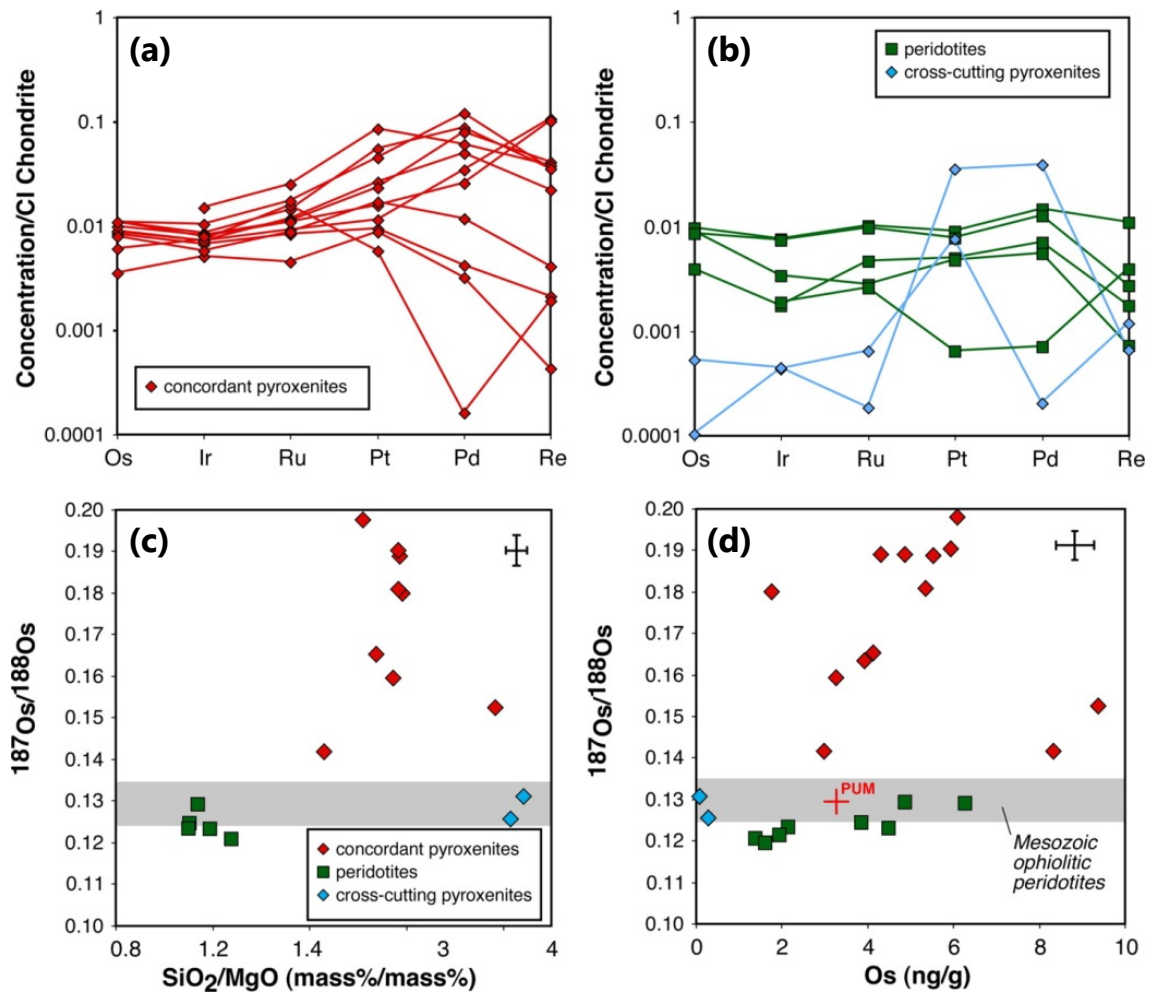 (a)
Concentration/CI Chondrite
1
0.1
0.01
0.001
0.0001
concordant pyroxenites
Os Ir Ru Pt Pd Re
(b)
Concentration/CI Chondrite
1
0.1
0.01
0.001
0.0001
peridotites
cross-cutting pyroxenites
Os Ir Ru Pt Pd Re
(c)
187Os/188Os
0.20
0.19
0.18
0.17
0.16
0.15
0.14
0.13
0.12
0.11
0.10
concordant pyroxenites
peridotites
cross-cutting pyroxenites
0.8 1.2 1.4 3 4
SiO2/MgO (mass%/mass%)
(d)
187Os/188Os
0.20
0.19
0.18
0.17
0.16
0.15
0.14
0.13
0.12
0.11
0.10
PUM
Mesozoic
ophiolitic
peridotites
0 2 4 6 8 10
Os (ng/g)